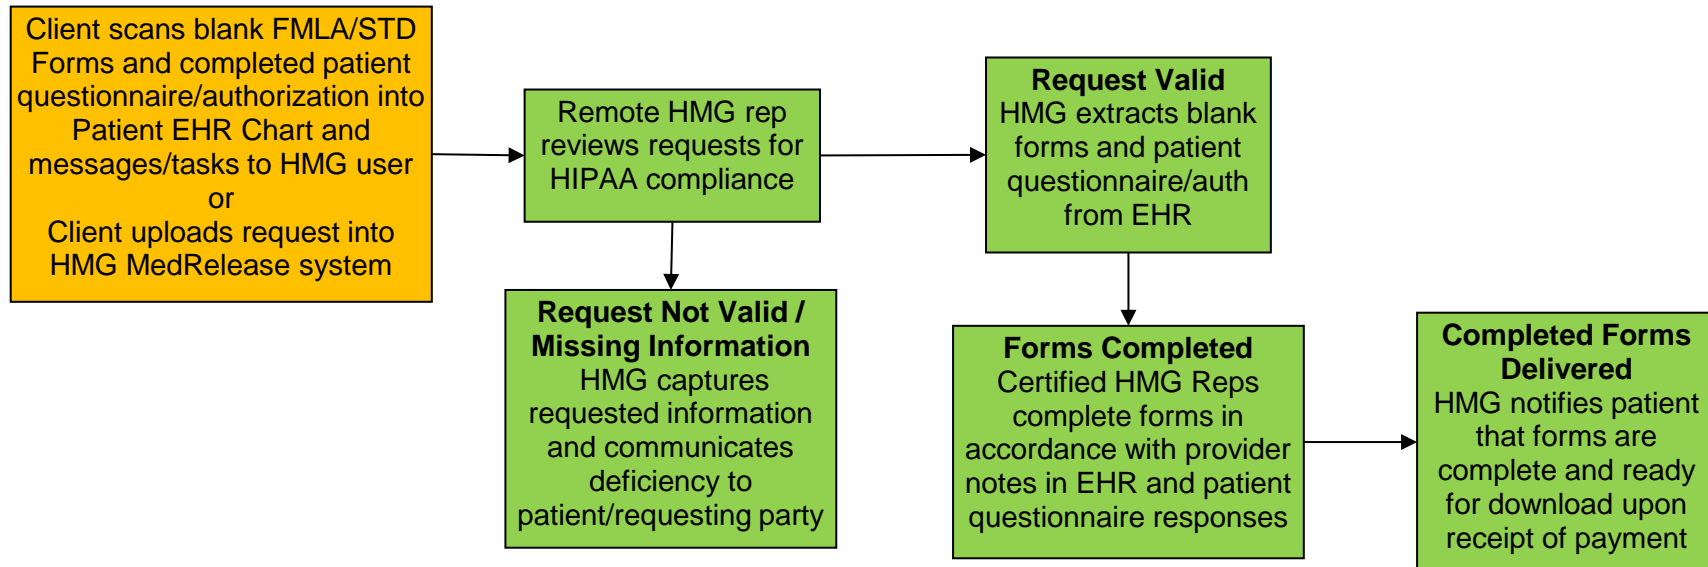 Client scans blank FMLA/STD
Forms and completed patient
questionnaire/authorization into
Patient EHR Chart and
messages/tasks to HMG user
or
Client uploads request into
HMG MedRelease system
Remote HMG rep
reviews requests for
HIPAA compliance
Request Not Valid /
Missing Information
HMG captures
requested information
and communicates
deficiency to
patient/requesting party
Request Valid
HMG extracts blank
forms and patient
questionnaire/auth
from EHR
Forms Completed
Certified HMG Reps
complete forms in
accordance with provider
notes in EHR and patient
questionnaire responses
Completed Forms
Delivered
HMG notifies patient
that forms are
complete and ready
for download upon
receipt of payment